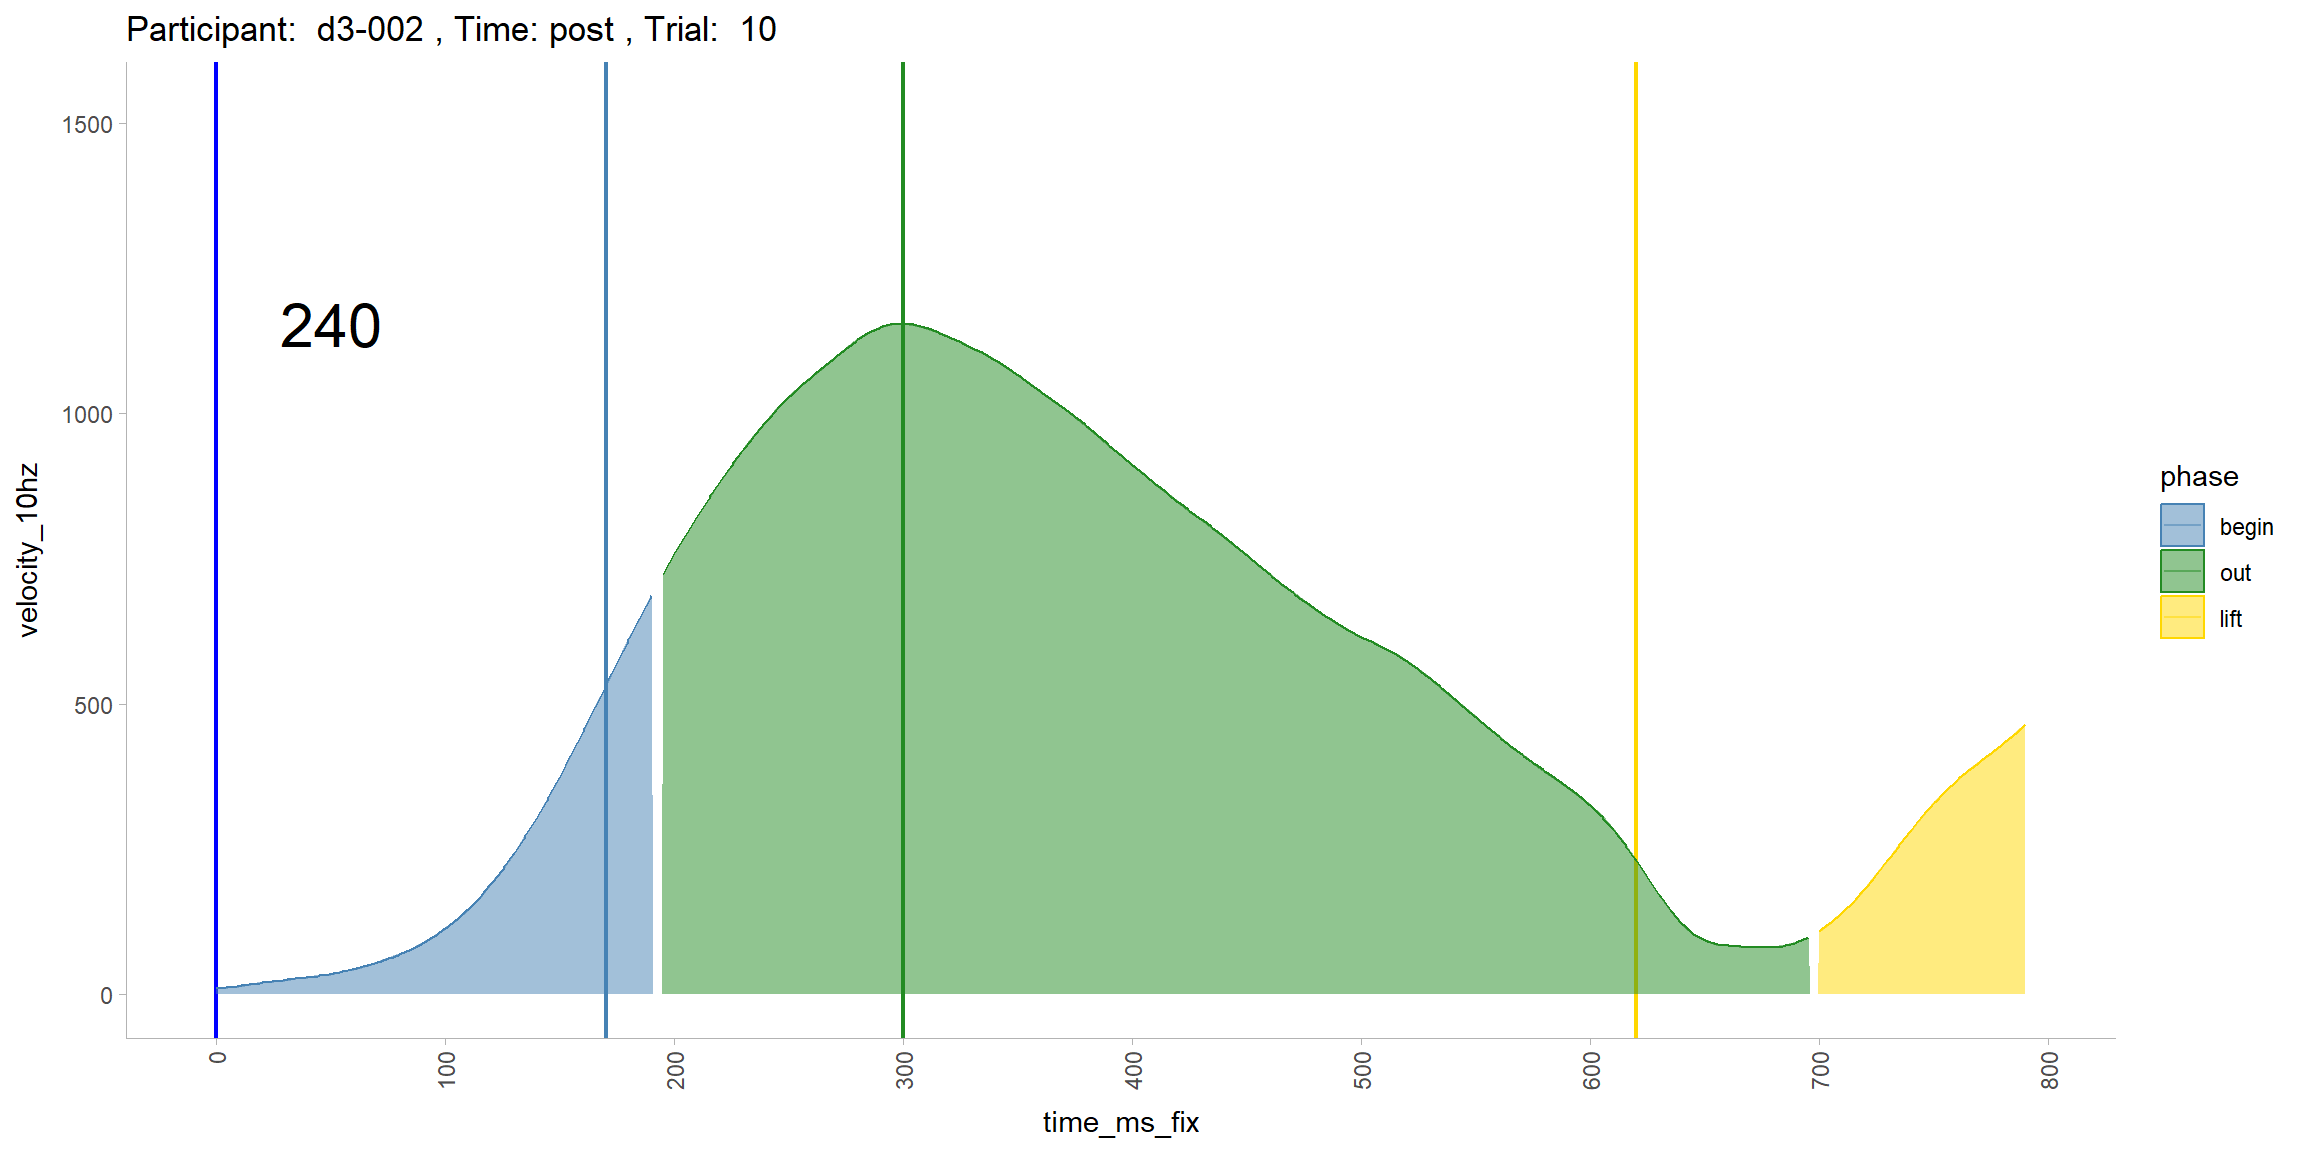 Participant:  d3-002 , Time: post , Trial:  10
1500
1000
500
0
velocity_10hz
240
0
100
200
300
400
500
600
700
800
time_ms_fix
phase
begin
out
lift